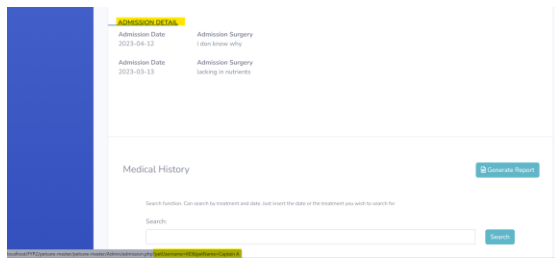 ADMISSION DETAIL
Admission Date Admission Surgery
2023-04-12 i don know why
Admission Date Admission Surgery
2023-03-13 lacking in nutrients
Medical History
Generate Report
Search function. Can search by treatment and date. Just insert the date or the treatment you wish to search for
Search:
Search